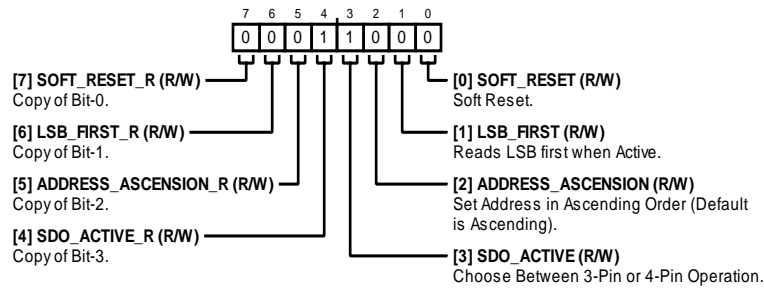 7 6 5 4 3 2 1 0
0 0 0 1 1 0 0 0
[7] SOFT_RESET_R (R/W)
Copy of Bit-0.
[6] LSB_FIRST_R (R/W)
Copy of Bit-1.
[5] ADDRESS_ASCENSION_R (R/W)
Copy of Bit-2.
[4] SDO_ACTIVE_R (R/W)
Copy of Bit-3.
[0] SOFT_RESET (R/W)
Soft Reset.
[1] LSB_FIRST (R/W)
Reads LSB first when Active.
[2] ADDRESS_ASCENSION (R/W)
Set Address in Ascending Order (Default
is Ascending).
[3] SDO_ACTIVE (R/W)
Choose Between 3-Pin or 4-Pin Operation.